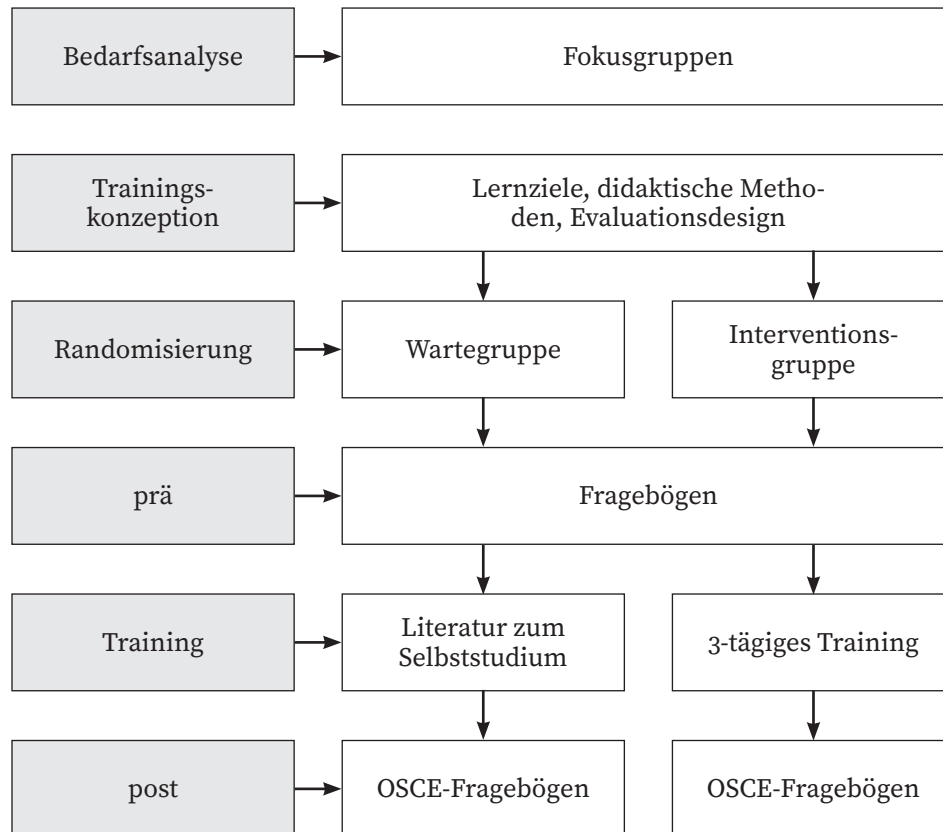 Bedarfsanalyse
Fokusgruppen
Trainings-
konzeption
Lernziele, didaktische Metho-
den, Evaluationsdesign
Randomisierung
Wartegruppe
Interventions-
gruppe
prä
Fragebögen
Training
Literatur zum
Selbststudium
3-tägiges Training
post
OSCE-Fragebögen
OSCE-Fragebögen